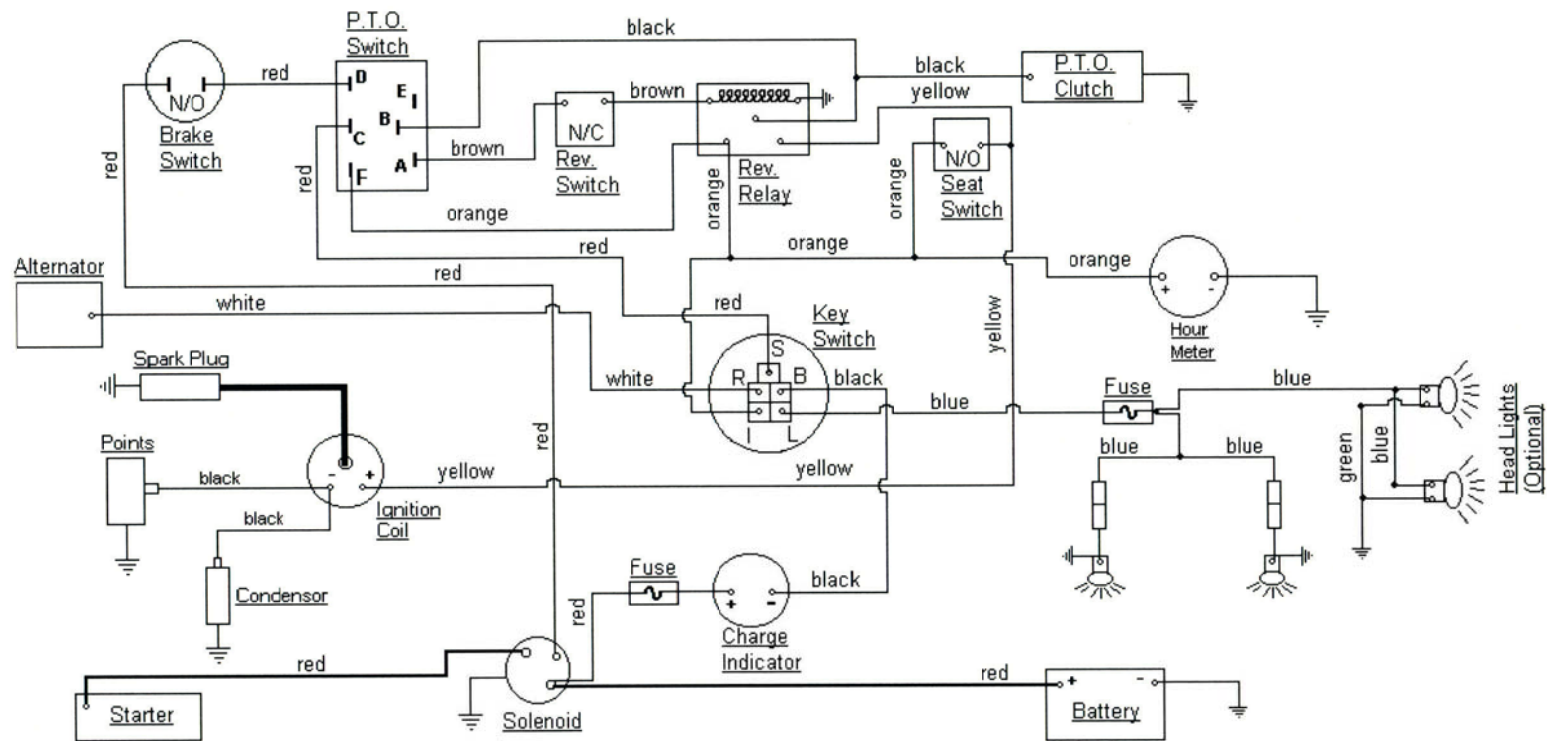 P.T.O.
Switch
black
red
D
E
B
C
A
F
N/O
Brake
Switch
brown
N/C
Rev.
Switch
brown
Rev.
Relay
black
yellow
P.T.O.
Clutch
N/O
Seat
Switch
red
red
orange
orange
orange
orange
red
red
orange
+
-
Hour
Meter
Alternator
white
red
Key
Switch
S
R
B
I
L
white
black
yellow
Spark Plug
Fuse
blue
blue
blue
blue
green
blue
Head Lights
(Optional)
Points
black
-
+
yellow
yellow
Ignition
Coil
black
red
Condensor
Fuse
red
+
-
black
Charge
Indicator
red
Starter
Solenoid
red
+
-
Battery